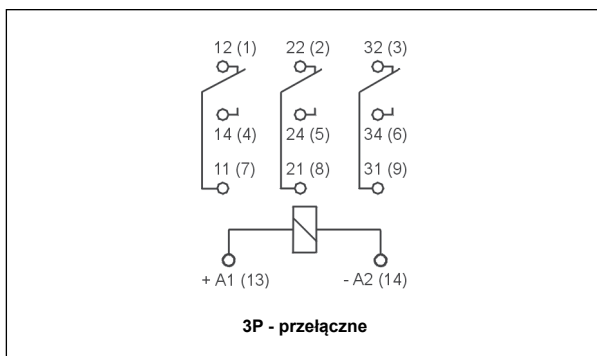 12 (1) 22 (2) 32 (3)
14 (4) 24 (5) 34 (6)
11 (7) 21 (8) 31 (9)
+ A1 (13) - A2 (14)
3P - przełączne